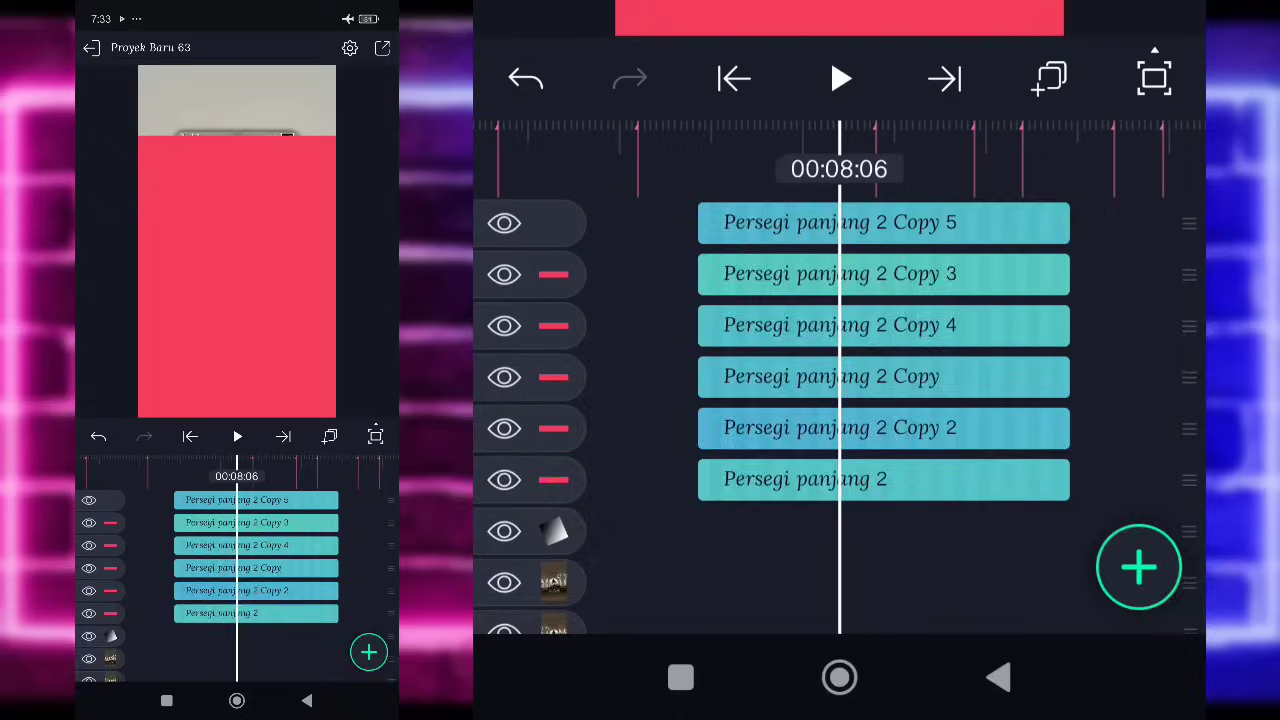 7:33
81
Proyek Baru 63
00:08:06
Persegi panjang 2 Copy 5
Persegi panjang 2 Copy 3
Persegi panjang 2 Copy 4
Persegi panjang 2 Copy
Persegi panjang 2 Copy 2
Persegi panjang 2
00:08:06
Persegi panjang 2 Copy 5
Persegi panjang 2 Copy 3
Persegi panjang 2 Copy 4
Persegi panjang 2 Copy
Persegi panjang 2 Copy 2
Persegi panjang 2